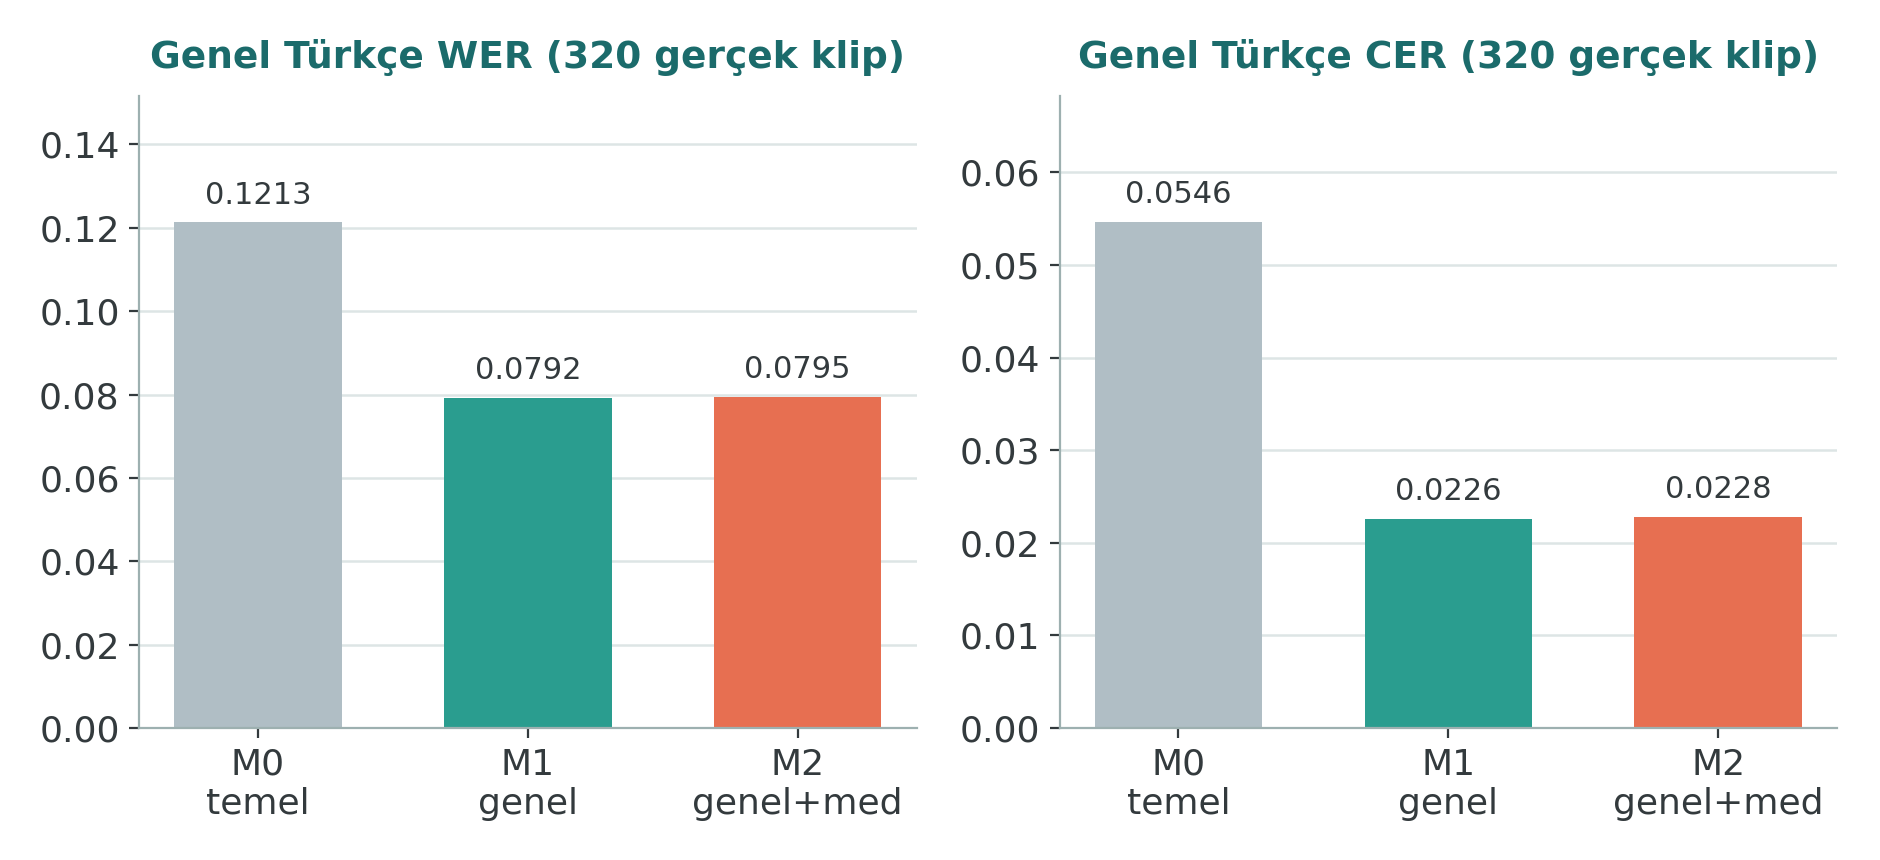 Genel Türkçe WER (320 gerçek klip)
0.14
0.12
0.10
0.08
0.06
0.04
0.02
0.00
0.1213
0.0792
0.0795
M0
temel
M1
genel
M2
genel+med
Genel Türkçe CER (320 gerçek klip)
0.06
0.05
0.04
0.03
0.02
0.01
0.00
0.0546
0.0226
0.0228
M0
temel
M1
genel
M2
genel+med